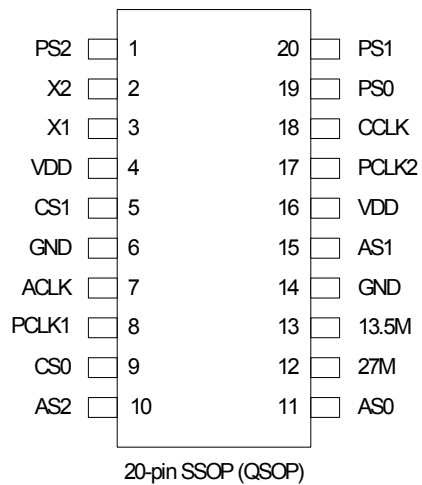 PS2 1 20 PS1
X2 2 19 PS0
X1 3 18 CCLK
VDD 4 17 PCLK2
CS1 5 16 VDD
GND 6 15 AS1
ACLK 7 14 GND
PCLK1 8 13 13.5M
CS0 9 12 27M
AS2 10 11 AS0
20-pin SSOP (QSOP)